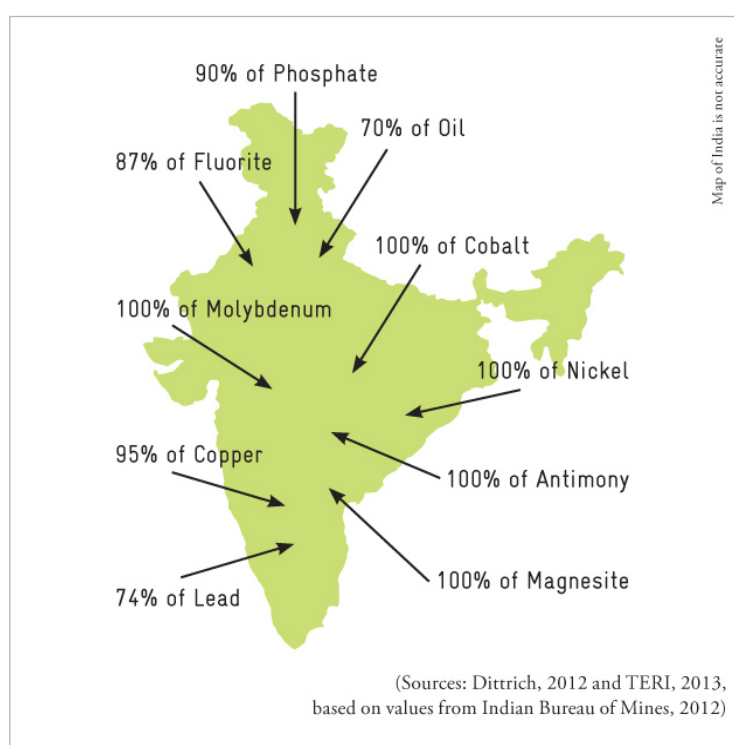 90% of Phosphate
70% of Oil
87% of Fluorite
100% of Cobalt
100% of Molybdenum
100% of Nickel
95% of Copper
100% of Antimony
100% of Magnesite
74% of Lead
Map of India is not accurate
(Sources: Dittrich, 2012 and TERI, 2013,
based on values from Indian Bureau of Mines, 2012)